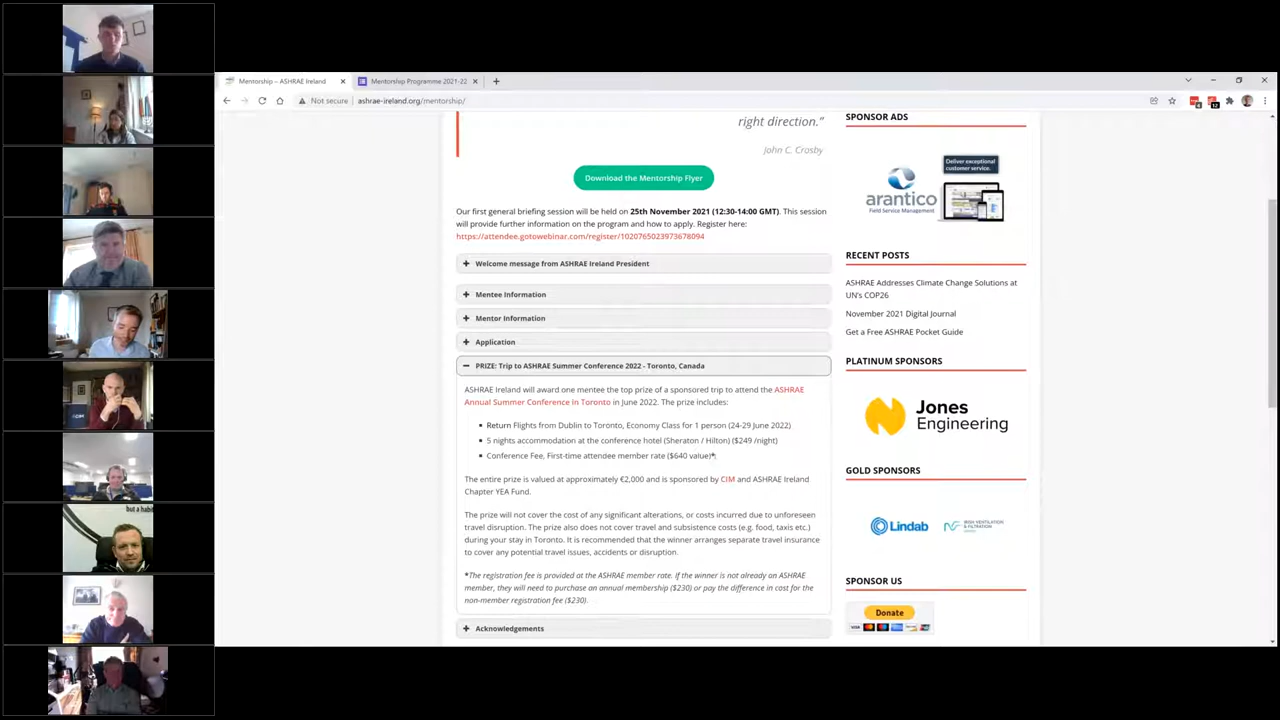 but a habit
Mentorship – ASHRAE Ireland
Mentorship Programme 2021-22
Not secure
ashrae-ireland.org/mentorship/
right direction.”
John C. Crosby
Download the Mentorship Flyer
Our first general briefing session will be held on 25th November 2021 (12:30-14:00 GMT). This session
will provide further information on the program and how to apply. Register here:
https://attendee.gotowebinar.com/register/1020765023973678094
Welcome message from ASHRAE Ireland President
Mentee Information
Mentor Information
Application
PRIZE: Trip to ASHRAE Summer Conference 2022 - Toronto, Canada
ASHRAE Ireland will award one mentee the top prize of a sponsored trip to attend the ASHRAE
Annual Summer Conference in Toronto in June 2022. The prize includes:
Return Flights from Dublin to Toronto, Economy Class for 1 person (24-29 June 2022)
5 nights accommodation at the conference hotel (Sheraton / Hilton) ($249 /night)
Conference Fee, First-time attendee member rate ($640 value)*
The entire prize is valued at approximately €2,000 and is sponsored by CIM and ASHRAE Ireland
Chapter YEA Fund.
The prize will not cover the cost of any significant alterations, or costs incurred due to unforeseen
travel disruption. The prize also does not cover travel and subsistence costs (e.g. food, taxis etc.)
during your stay in Toronto. It is recommended that the winner arranges separate travel insurance
to cover any potential travel issues, accidents or disruption.
*The registration fee is provided at the ASHRAE member rate. If the winner is not already an ASHRAE
member, they will need to purchase an annual membership ($230) or pay the difference in cost for the
non-member registration fee ($230).
Acknowledgements
SPONSOR ADS
Deliver exceptional
customer service.
arantico
Field Service Management
RECENT POSTS
ASHRAE Addresses Climate Change Solutions at
UN's COP26
November 2021 Digital Journal
Get a Free ASHRAE Pocket Guide
PLATINUM SPONSORS
Jones
Engineering
GOLD SPONSORS
Lindab
IRISH VENTILATION
& FILTRATION
SPONSOR US
Donate
VISA